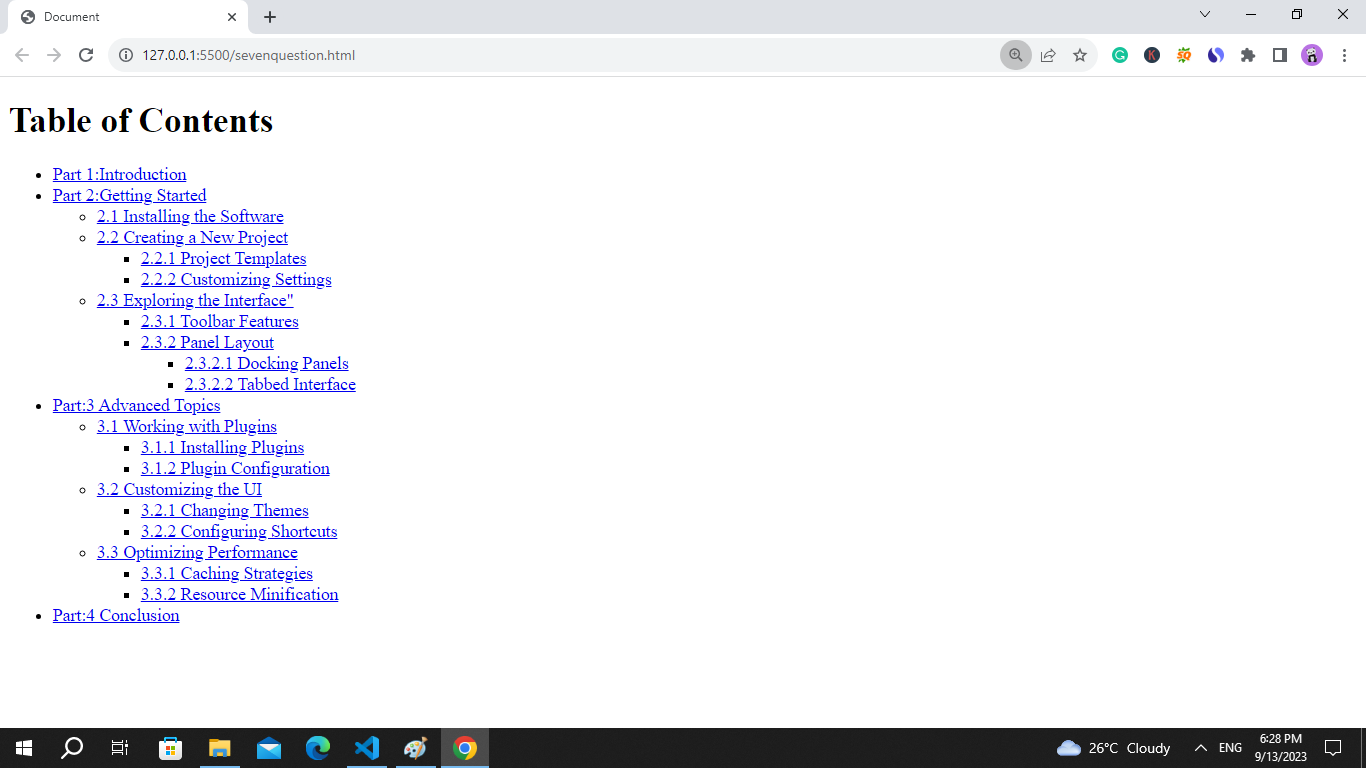 Document
127.0.0.1:5500/sevenquestion.html
Table of Contents
Part 1:Introduction
Part 2:Getting Started
2.1 Installing the Software
2.2 Creating a New Project
2.2.1 Project Templates
2.2.2 Customizing Settings
2.3 Exploring the Interface"
2.3.1 Toolbar Features
2.3.2 Panel Layout
2.3.2.1 Docking Panels
2.3.2.2 Tabbed Interface
Part:3 Advanced Topics
3.1 Working with Plugins
3.1.1 Installing Plugins
3.1.2 Plugin Configuration
3.2 Customizing the UI
3.2.1 Changing Themes
3.2.2 Configuring Shortcuts
3.3 Optimizing Performance
3.3.1 Caching Strategies
3.3.2 Resource Minification
Part:4 Conclusion
26°C Cloudy
ENG
6:28 PM
9/13/2023